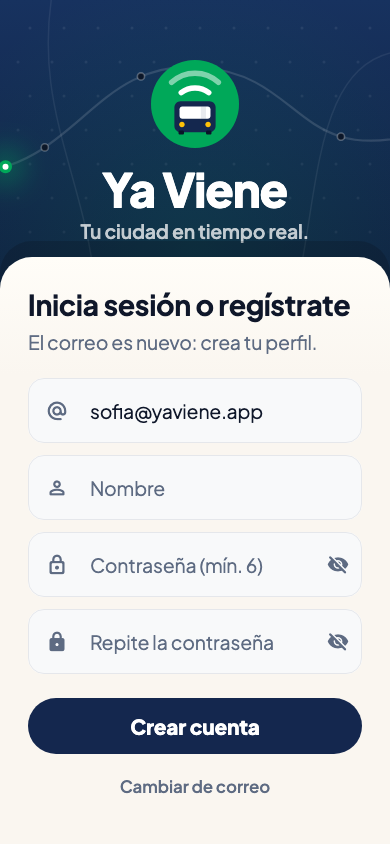 Ya Viene
Tu ciudad en tiempo real.
Inicia sesión o regístrate
El correo es nuevo: crea tu perfil.
sofia@yaviene.app
Nombre
Contraseña (mín. 6)
Repite la contraseña
Crear cuenta
Cambiar de correo